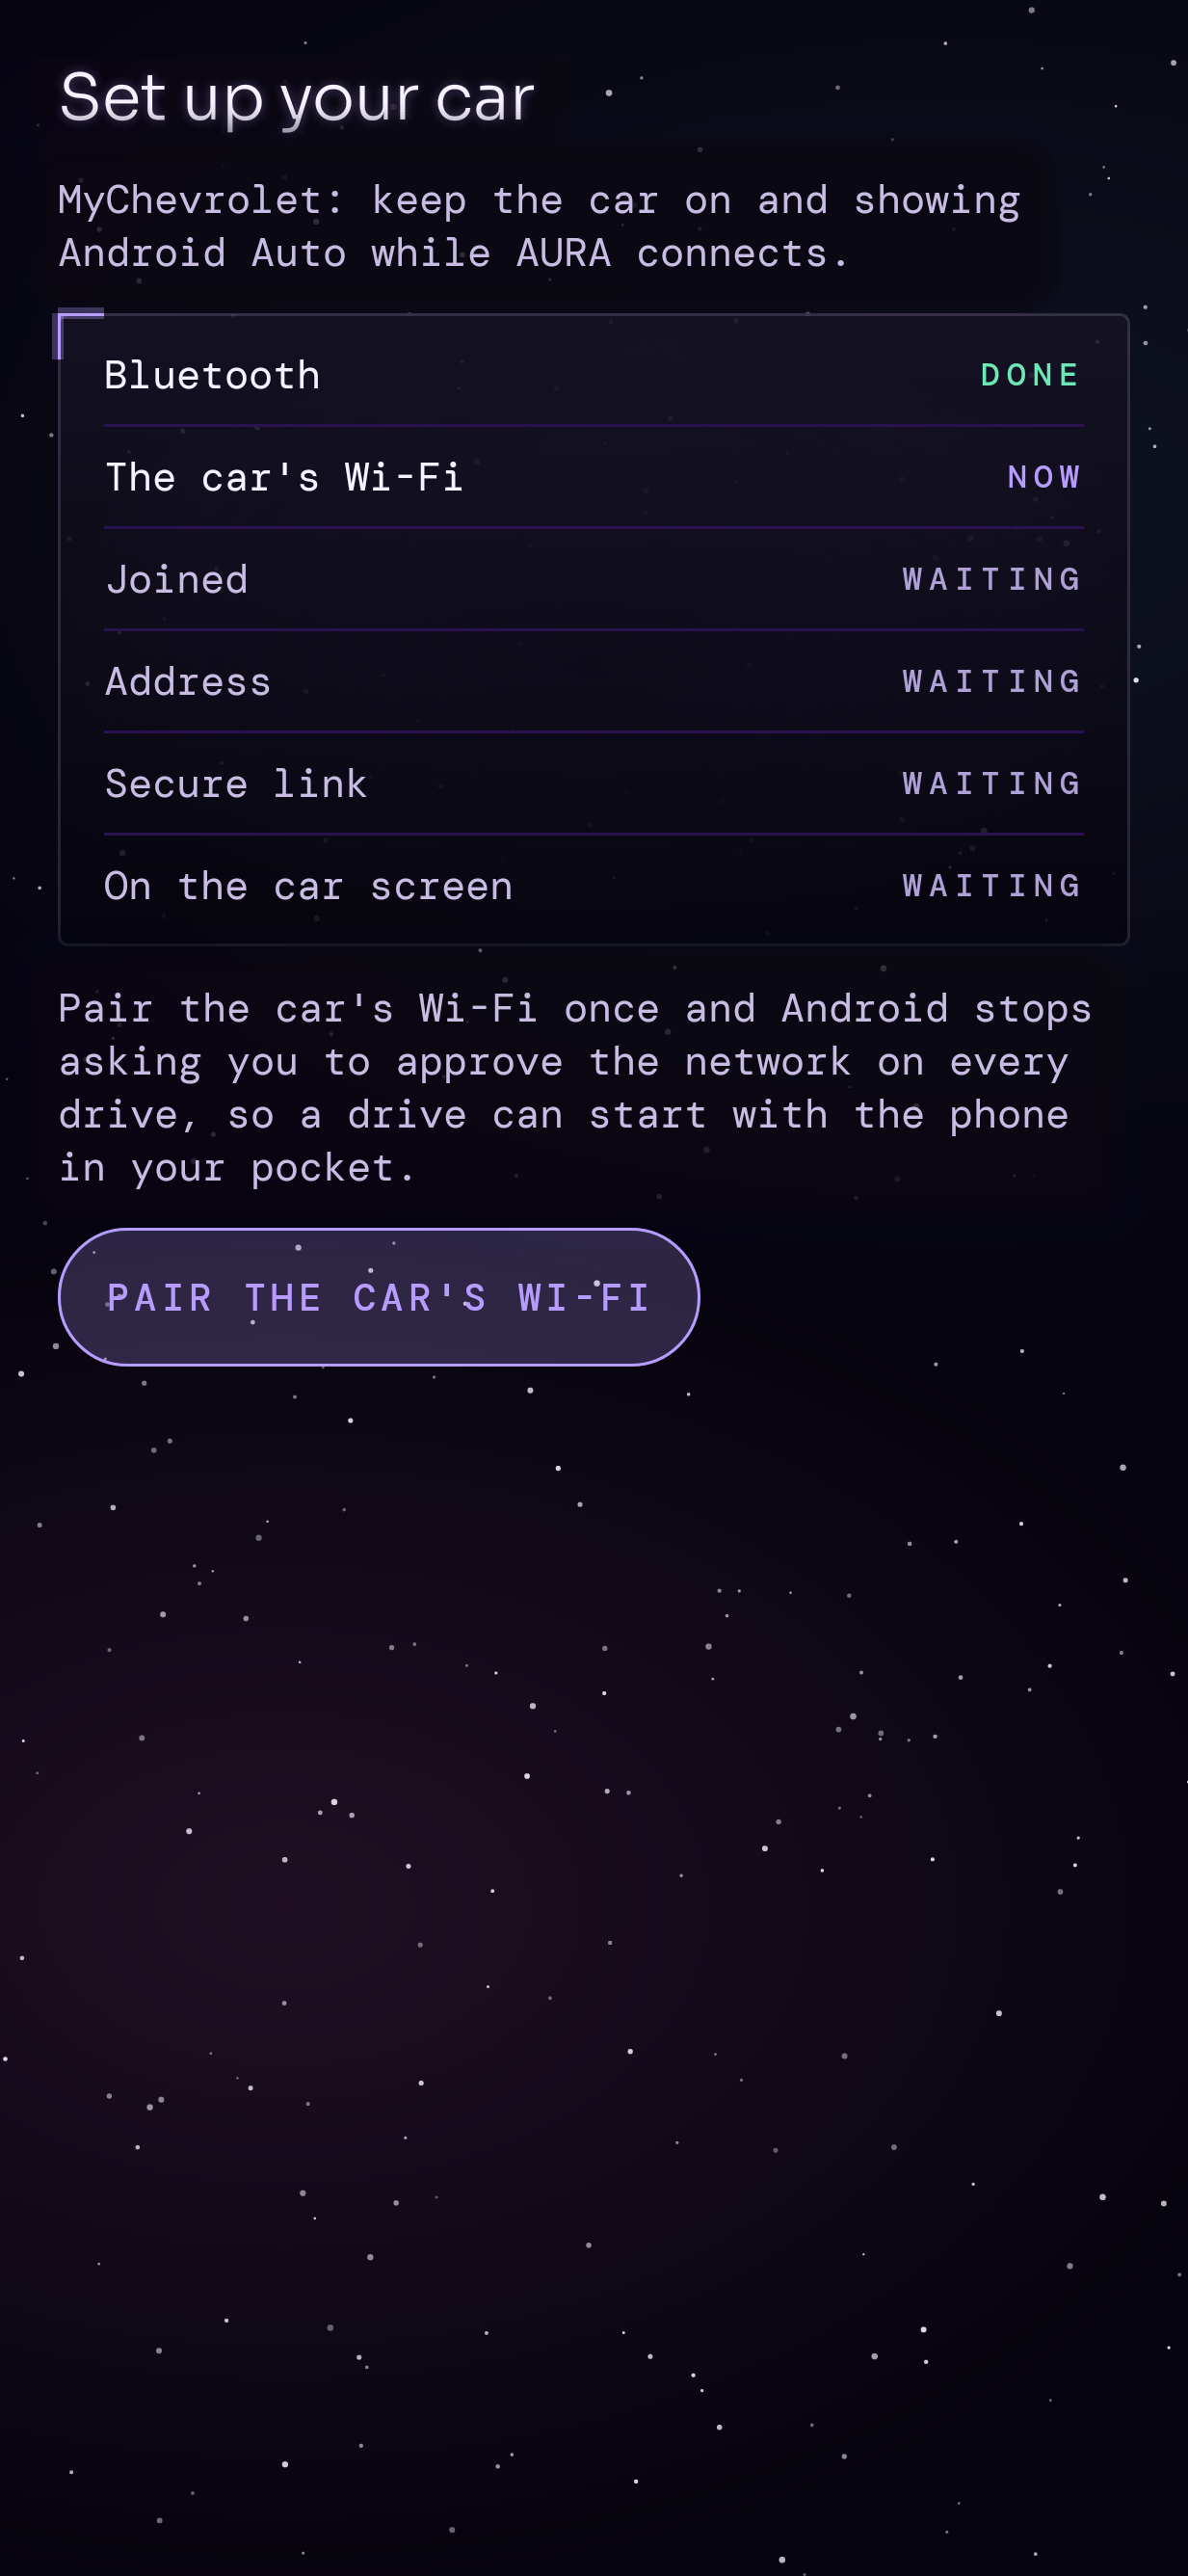 Set up your car
MyChevrolet: keep the car on and showing
Android Auto while AURA connects.
Bluetooth DONE
The car's Wi-Fi NOW
Joined WAITING
Address WAITING
Secure link WAITING
On the car screen WAITING
Pair the car's Wi-Fi once and Android stops
asking you to approve the network on every
drive, so a drive can start with the phone
in your pocket.
PAIR THE CAR'S WI-FI